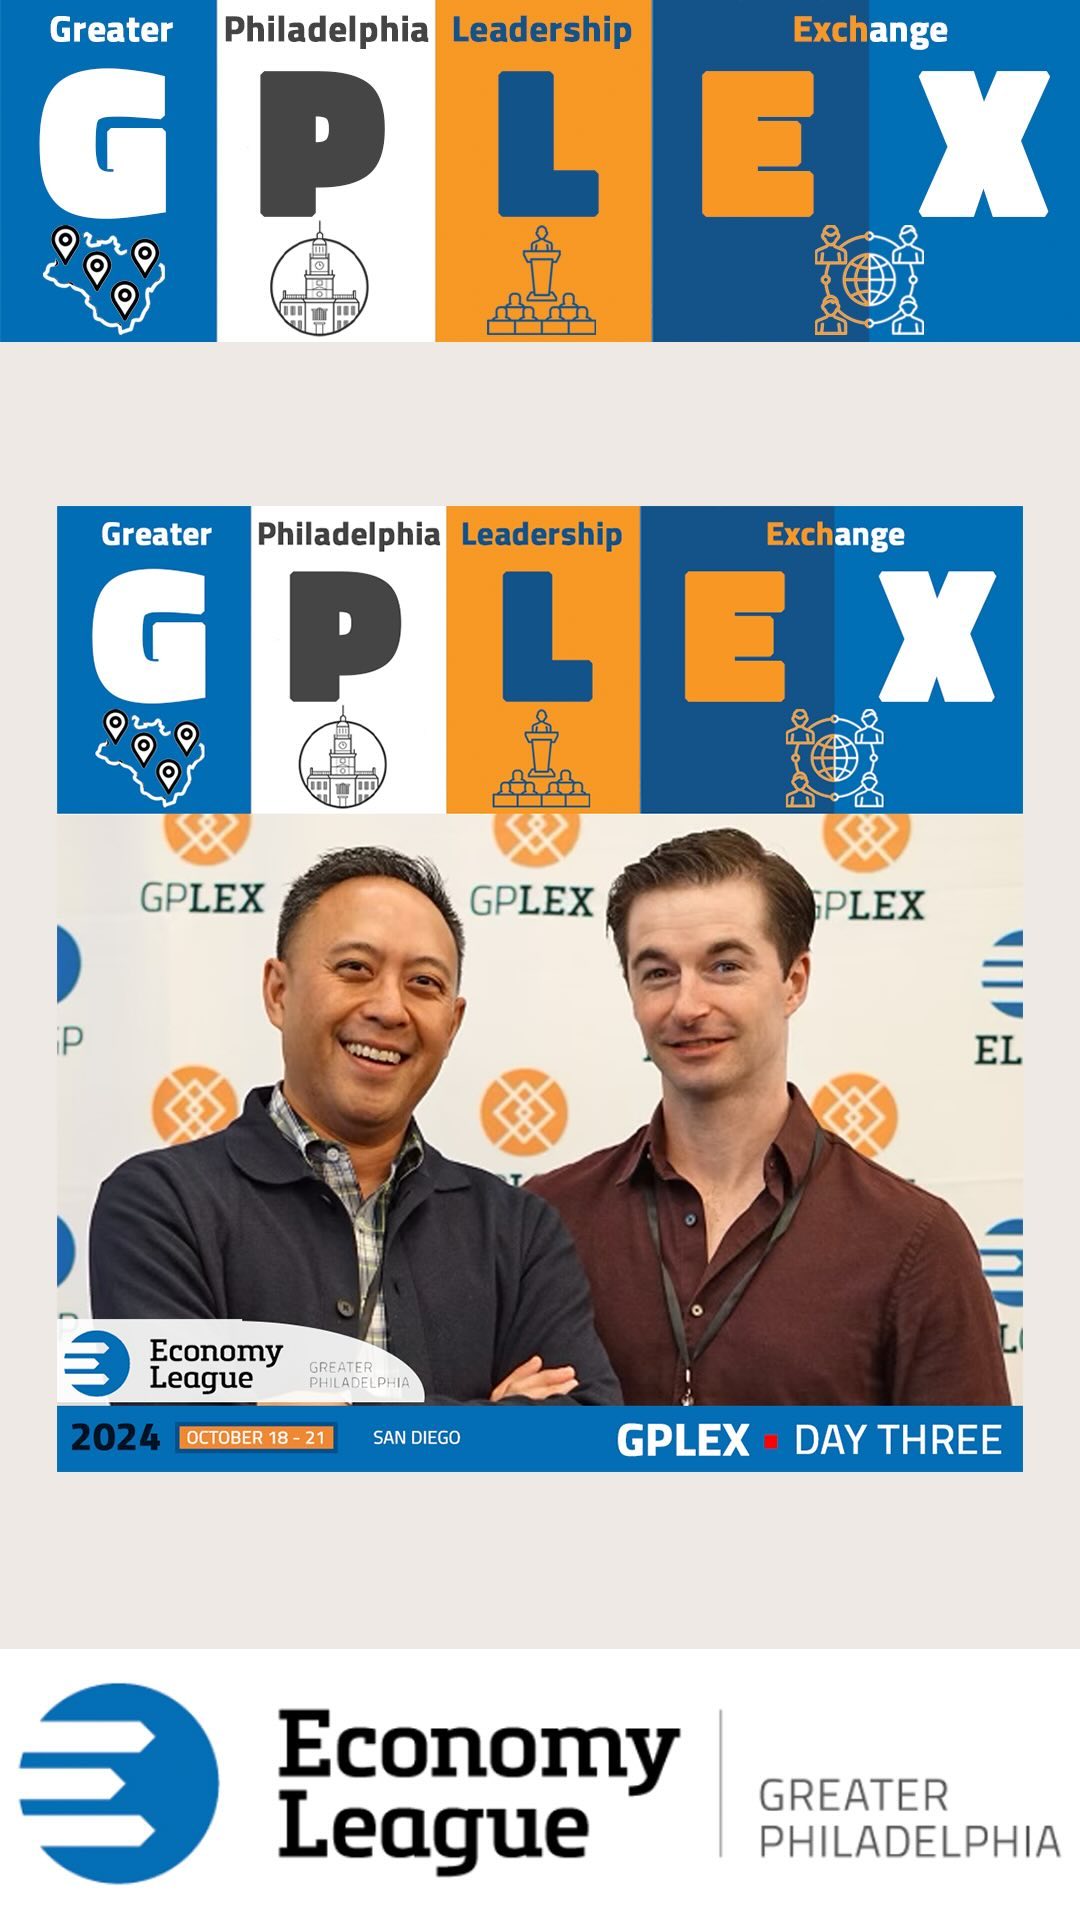 Greater Philadelphia Leadership Exchange
G P L E X
Greater Philadelphia Leadership Exchange
G P L E X
GPLEX GPLEX GPLEX
EL
Economy
League
GREATER
PHILADELPHIA
2024 OCTOBER 18 - 21 SAN DIEGO GPLEX ▪ DAY THREE
Economy
League
GREATER
PHILADELPHIA